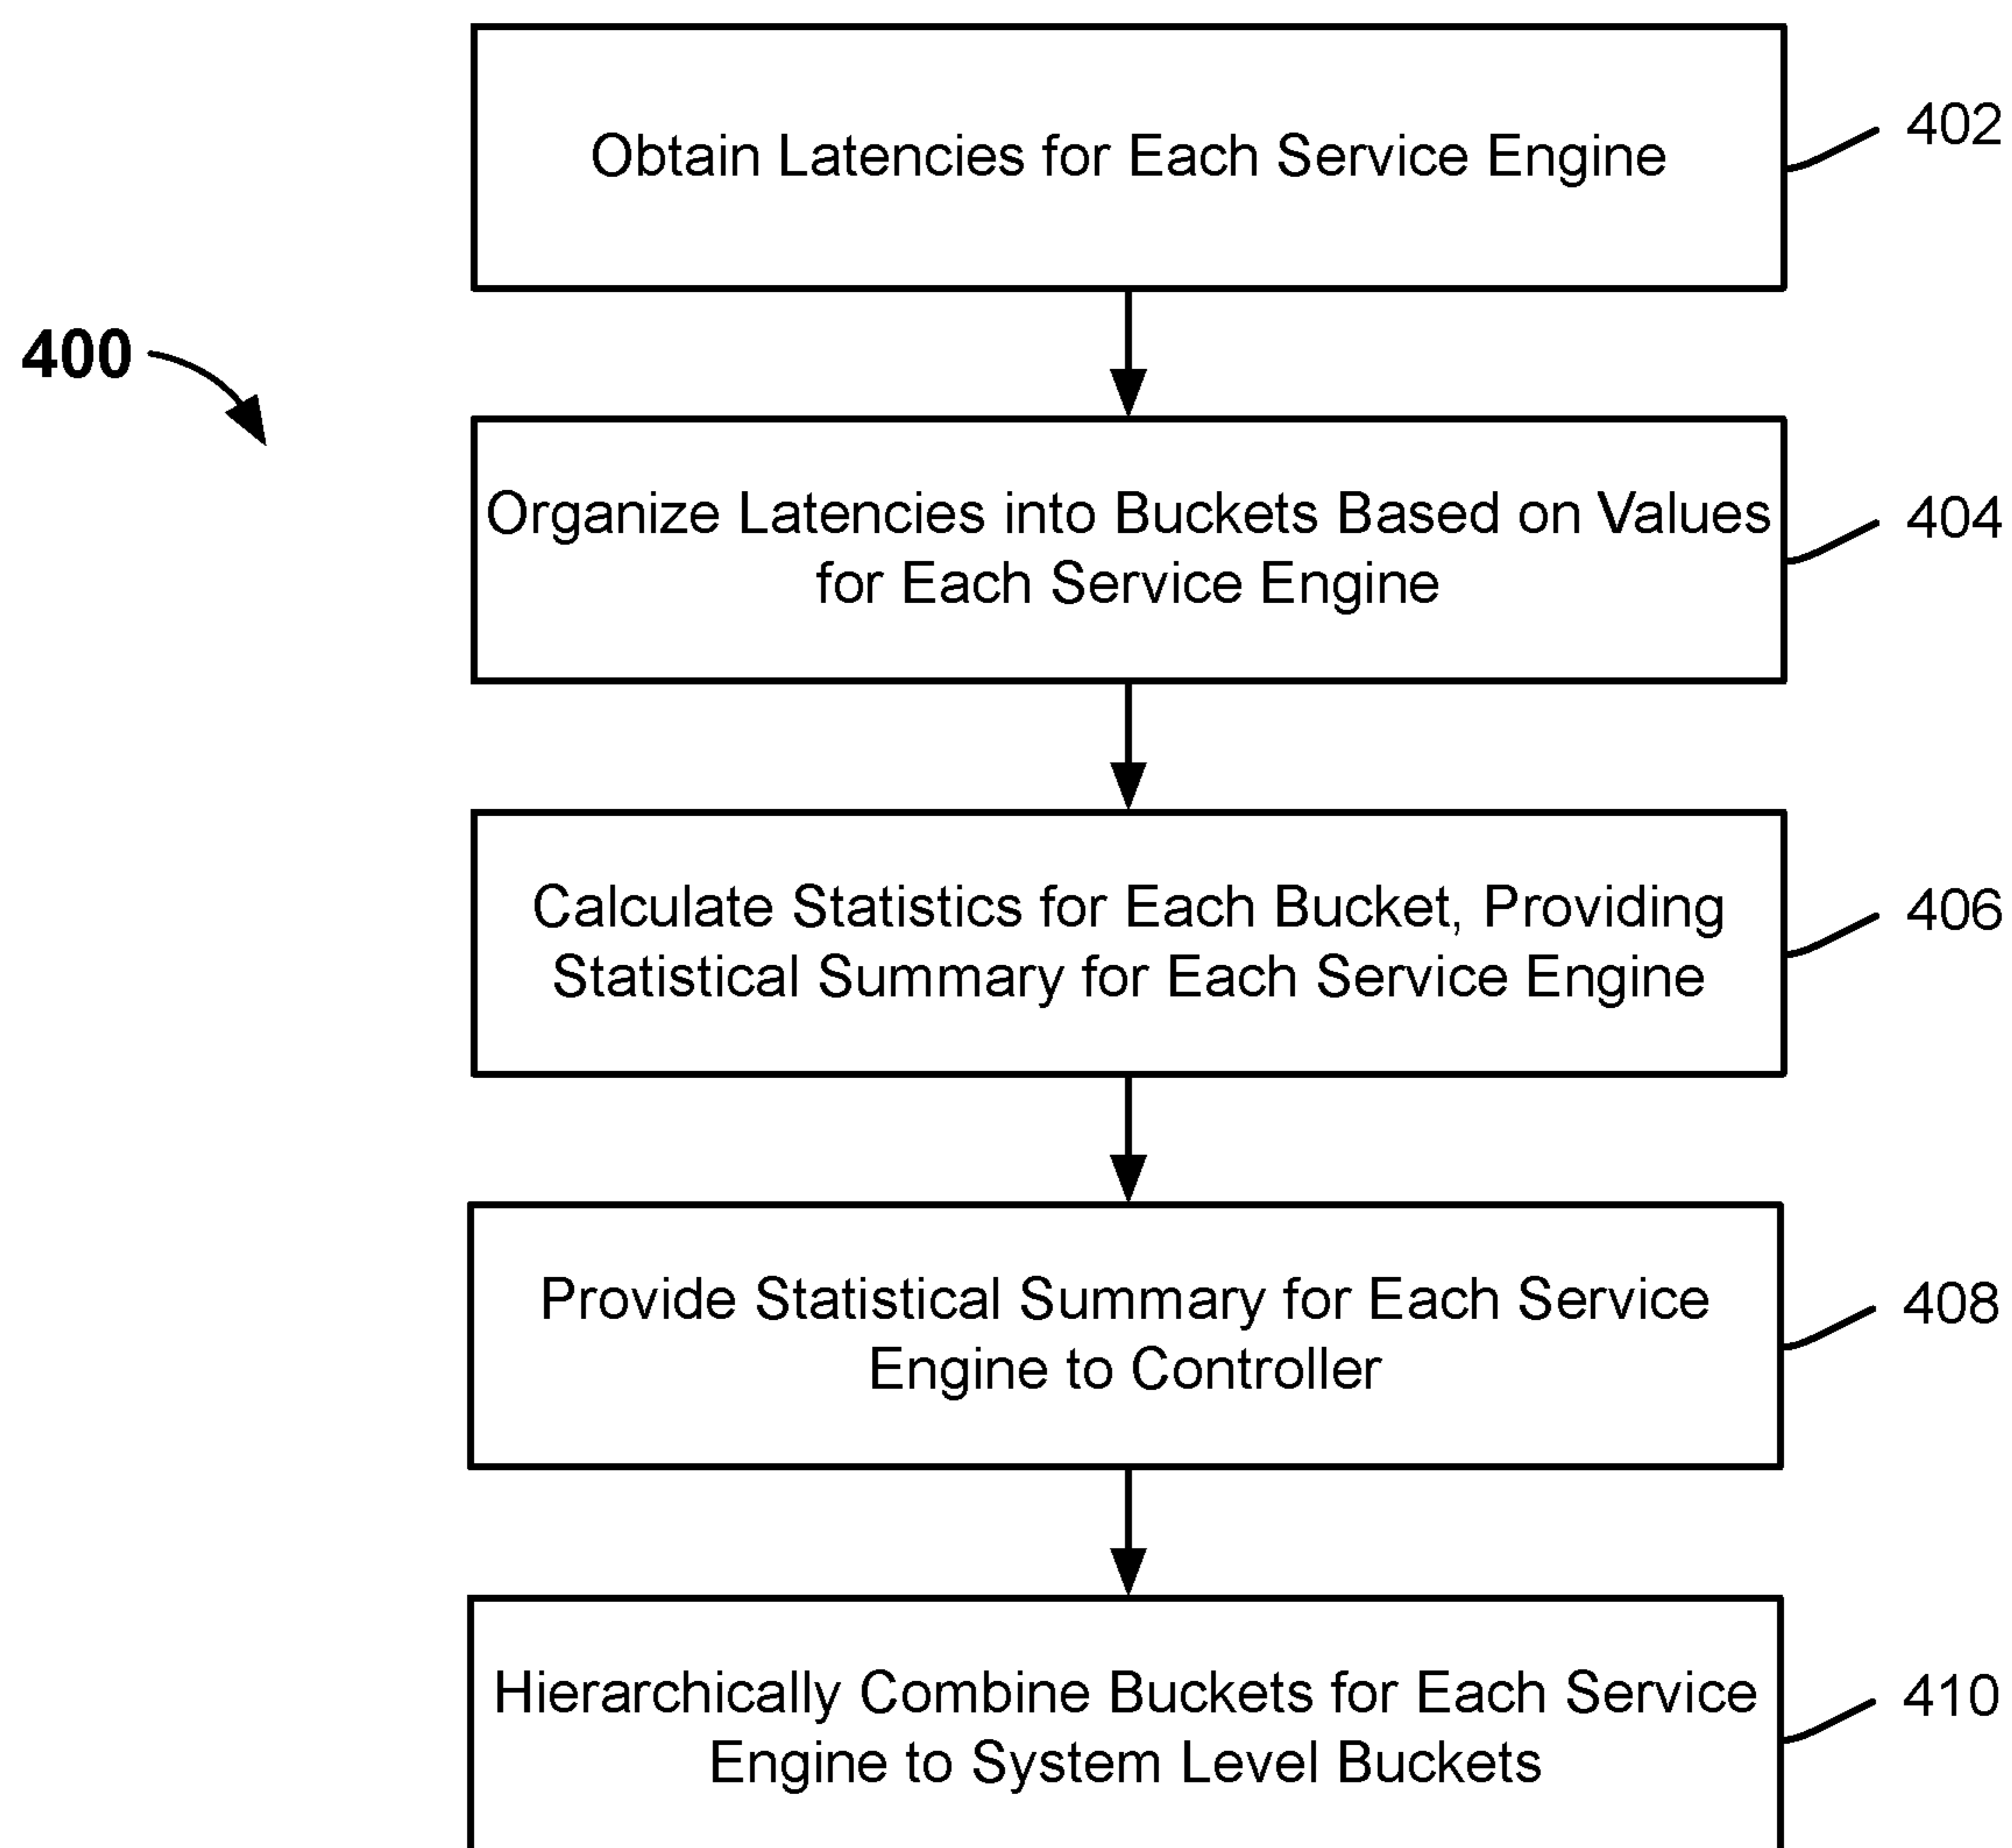 Obtain Latencies for Each Service Engine
402
400
Organize Latencies into Buckets Based on Values
for Each Service Engine
404
Calculate Statistics for Each Bucket, Providing
Statistical Summary for Each Service Engine
406
Provide Statistical Summary for Each Service
Engine to Controller
408
Hierarchically Combine Buckets for Each Service
Engine to System Level Buckets
410